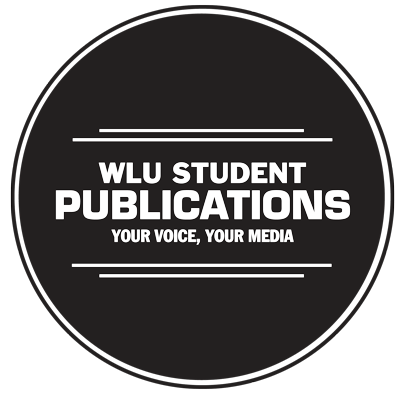 WLU STUDENT
PUBLICATIONS
YOUR VOICE, YOUR MEDIA